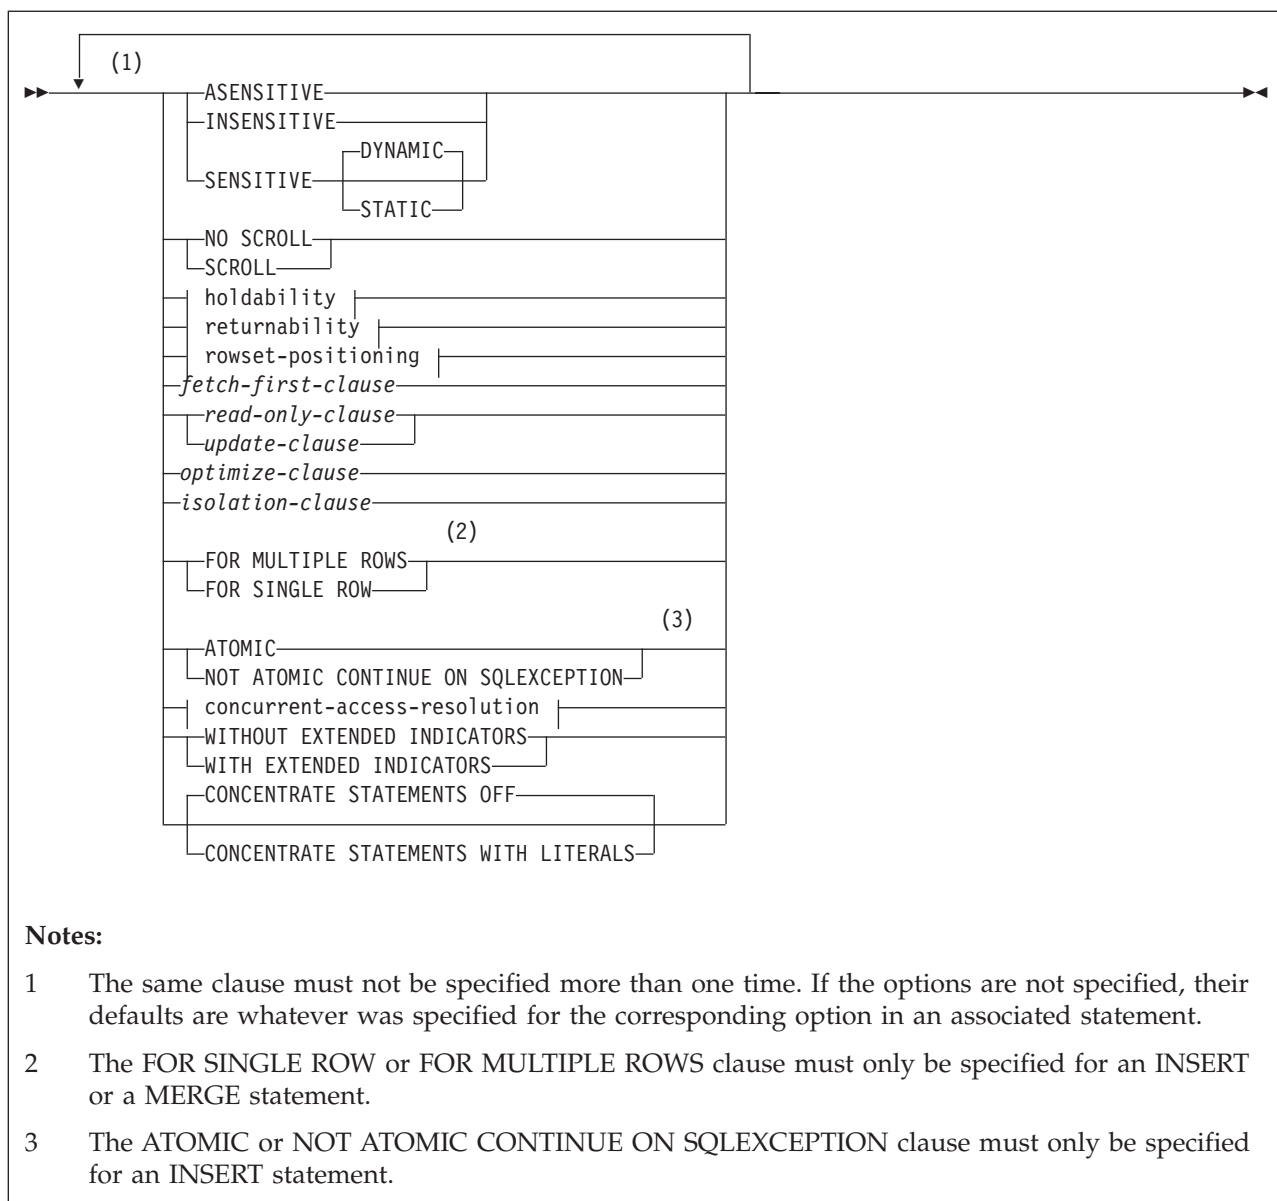 (1)
ASENSITIVE
INSENSITIVE
DYNAMIC
SENSITIVE
STATIC
NO SCROLL
SCROLL
holdability
returnability
rowset-positioning
fetch-first-clause
read-only-clause
update-clause
optimize-clause
isolation-clause
(2)
FOR MULTIPLE ROWS
FOR SINGLE ROW
(3)
ATOMIC
NOT ATOMIC CONTINUE ON SQLEXCEPTION
concurrent-access-resolution
WITHOUT EXTENDED INDICATORS
WITH EXTENDED INDICATORS
CONCENTRATE STATEMENTS OFF
CONCENTRATE STATEMENTS WITH LITERALS
Notes:
1 The same clause must not be specified more than one time. If the options are not specified, their
defaults are whatever was specified for the corresponding option in an associated statement.
2 The FOR SINGLE ROW or FOR MULTIPLE ROWS clause must only be specified for an INSERT
or a MERGE statement.
3 The ATOMIC or NOT ATOMIC CONTINUE ON SQLEXCEPTION clause must only be specified
for an INSERT statement.